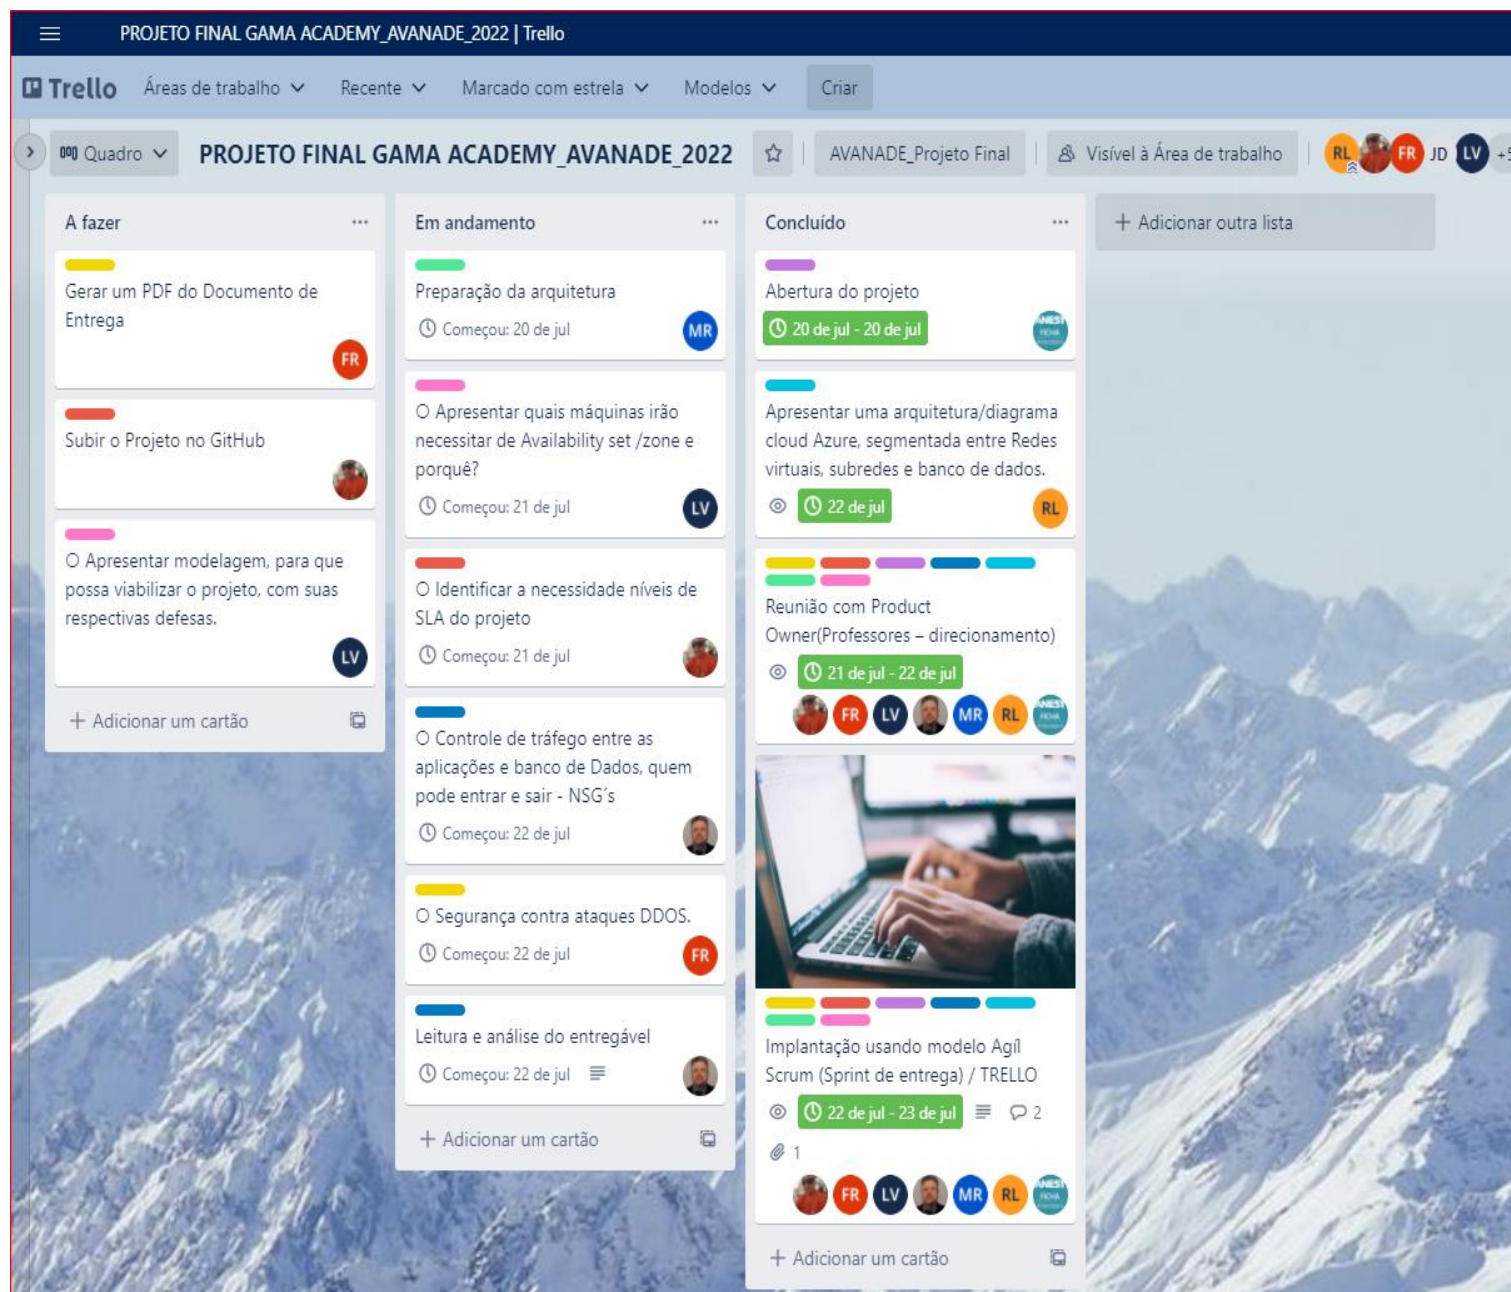 PROJETO FINAL GAMA ACADEMY_AVANADE_2022 | Trello
Trello Áreas de trabalho Recente Marcado com estrela Modelos Criar
Quadro PROJETO FINAL GAMA ACADEMY_AVANADE_2022 AVANADE_Projeto Final Visível à Área de trabalho RL FR JD LV
A fazer
Gerar um PDF do Documento de
Entrega
FR
Subir o Projeto no GitHub
O Apresentar modelagem, para que
possa viabilizar o projeto, com suas
respectivas defesas.
LV
+ Adicionar um cartão
Em andamento
Preparação da arquitetura
Começou: 20 de jul
MR
O Apresentar quais máquinas irão
necessitar de Availability set /zone e
porquê?
Começou: 21 de jul
LV
O Identificar a necessidade níveis de
SLA do projeto
Começou: 21 de jul
O Controle de tráfego entre as
aplicações e banco de Dados, quem
pode entrar e sair - NSG´s
Começou: 22 de jul
O Segurança contra ataques DDOS.
Começou: 22 de jul
FR
Leitura e análise do entregável
Começou: 22 de jul
+ Adicionar um cartão
Concluído
Abertura do projeto
20 de jul - 20 de jul
Apresentar uma arquitetura/diagrama
cloud Azure, segmentada entre Redes
virtuais, subredes e banco de dados.
22 de jul
RL
Reunião com Product
Owner(Professores – direcionamento)
21 de jul - 22 de jul
FR LV MR RL
Implantação usando modelo Agíl
Scrum (Sprint de entrega) / TRELLO
22 de jul - 23 de jul 2
1
FR LV MR RL
+ Adicionar um cartão
+ Adicionar outra lista